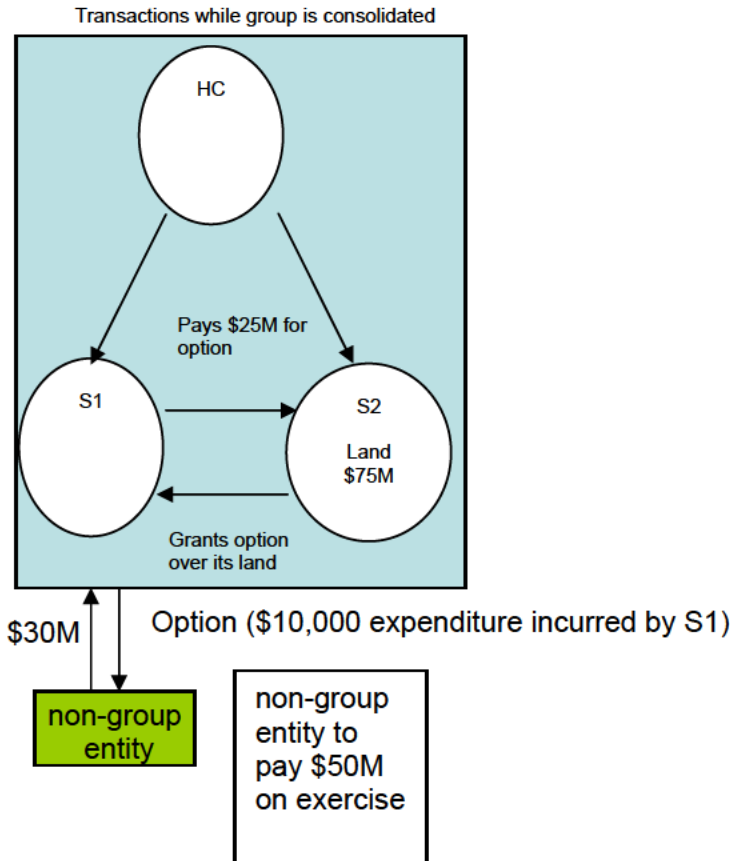 Transactions while group is consolidated
HC
Pays $25M for
option
S1
S2
Land
$75M
Grants option
over its land
$30M
Option ($10,000 expenditure incurred by S1)
non-group
entity
non-group
entity to
pay $50M
on exercise